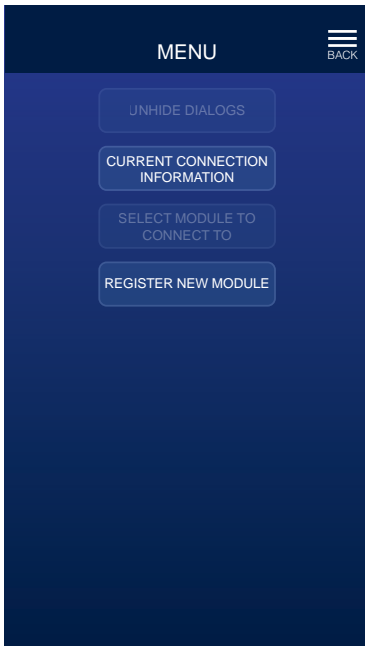 MENU
BACK
UNHIDE DIALOGS
CURRENT CONNECTION
INFORMATION
SELECT MODULE TO
CONNECT TO
REGISTER NEW MODULE